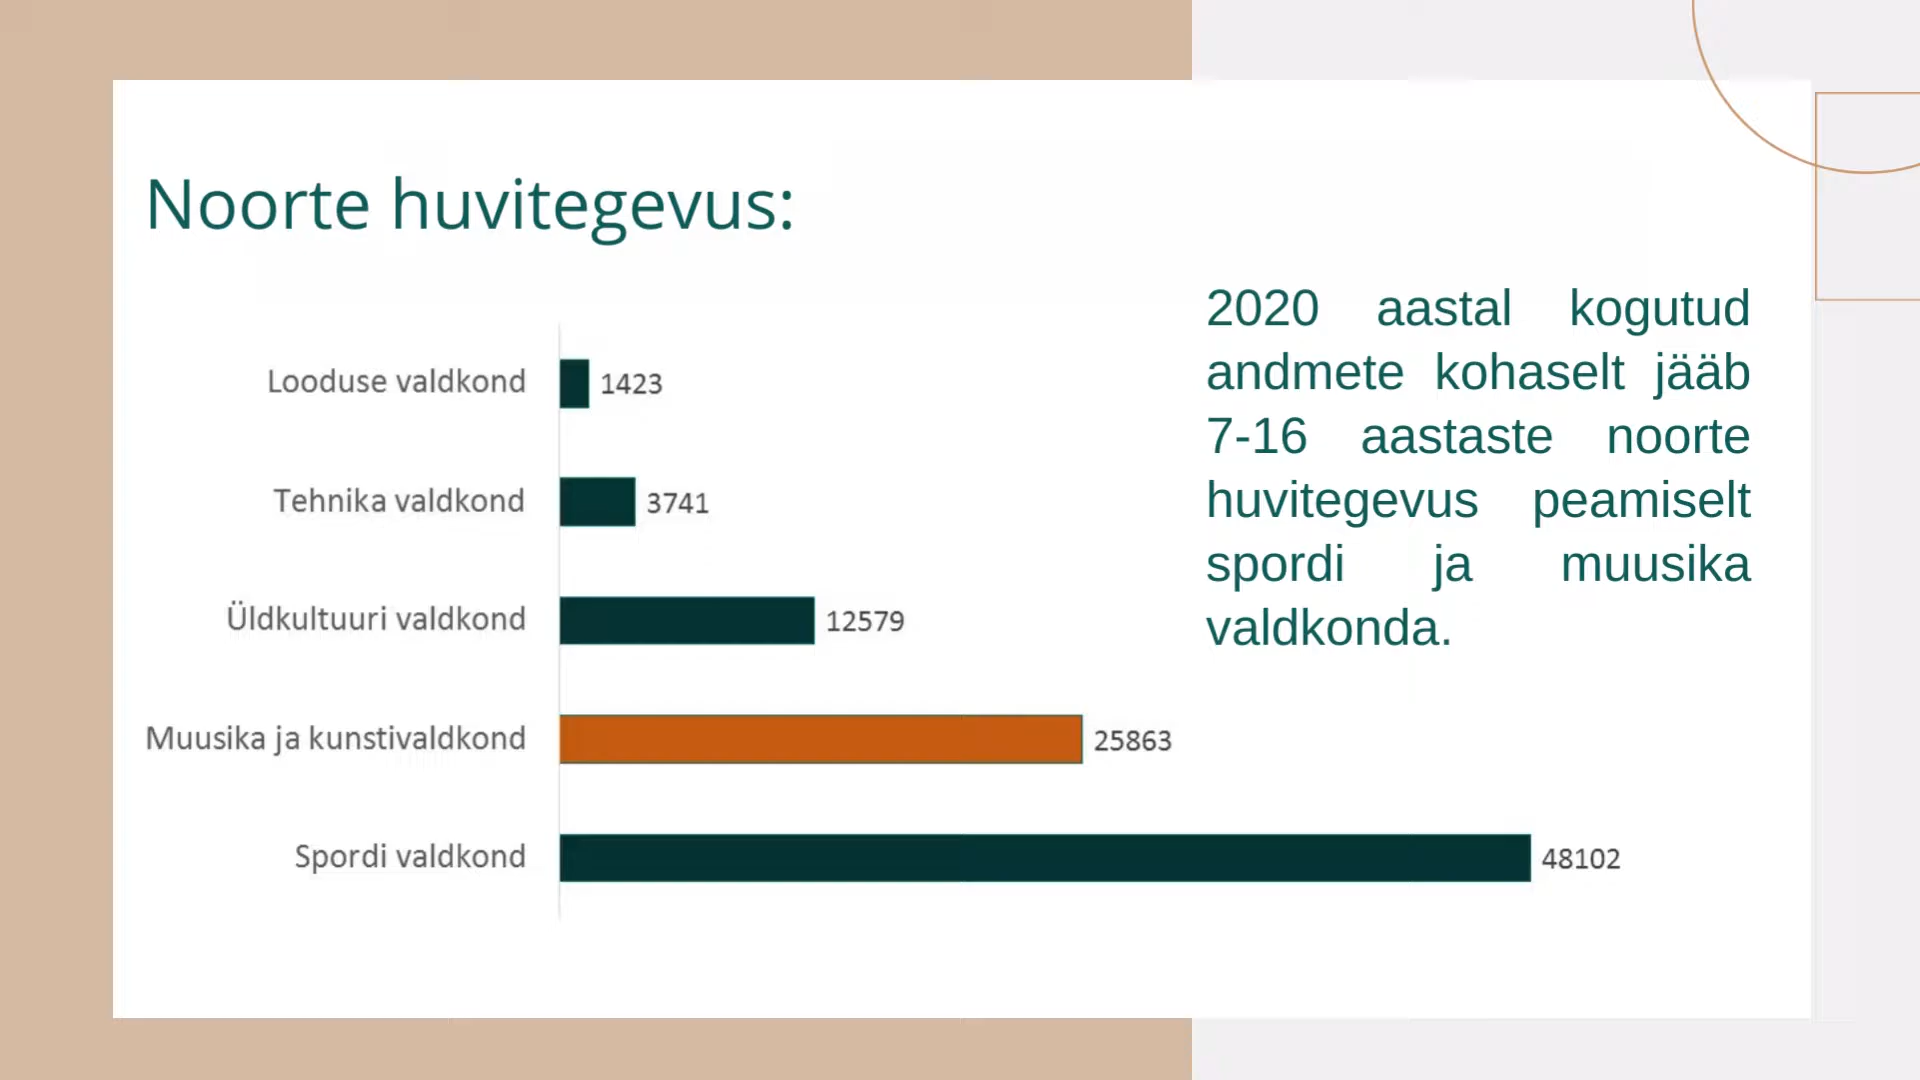 Noorte huvitegevus:
2020 aastal kogutud
andmete kohaselt jääb
7-16 aastaste noorte
huvitegevus peamiselt
spordi ja muusika
valdkonda.
Looduse valdkond 1423
Tehnika valdkond 3741
Üldkultuuri valdkond 12579
Muusika ja kunstivaldkond 25863
Spordi valdkond 48102